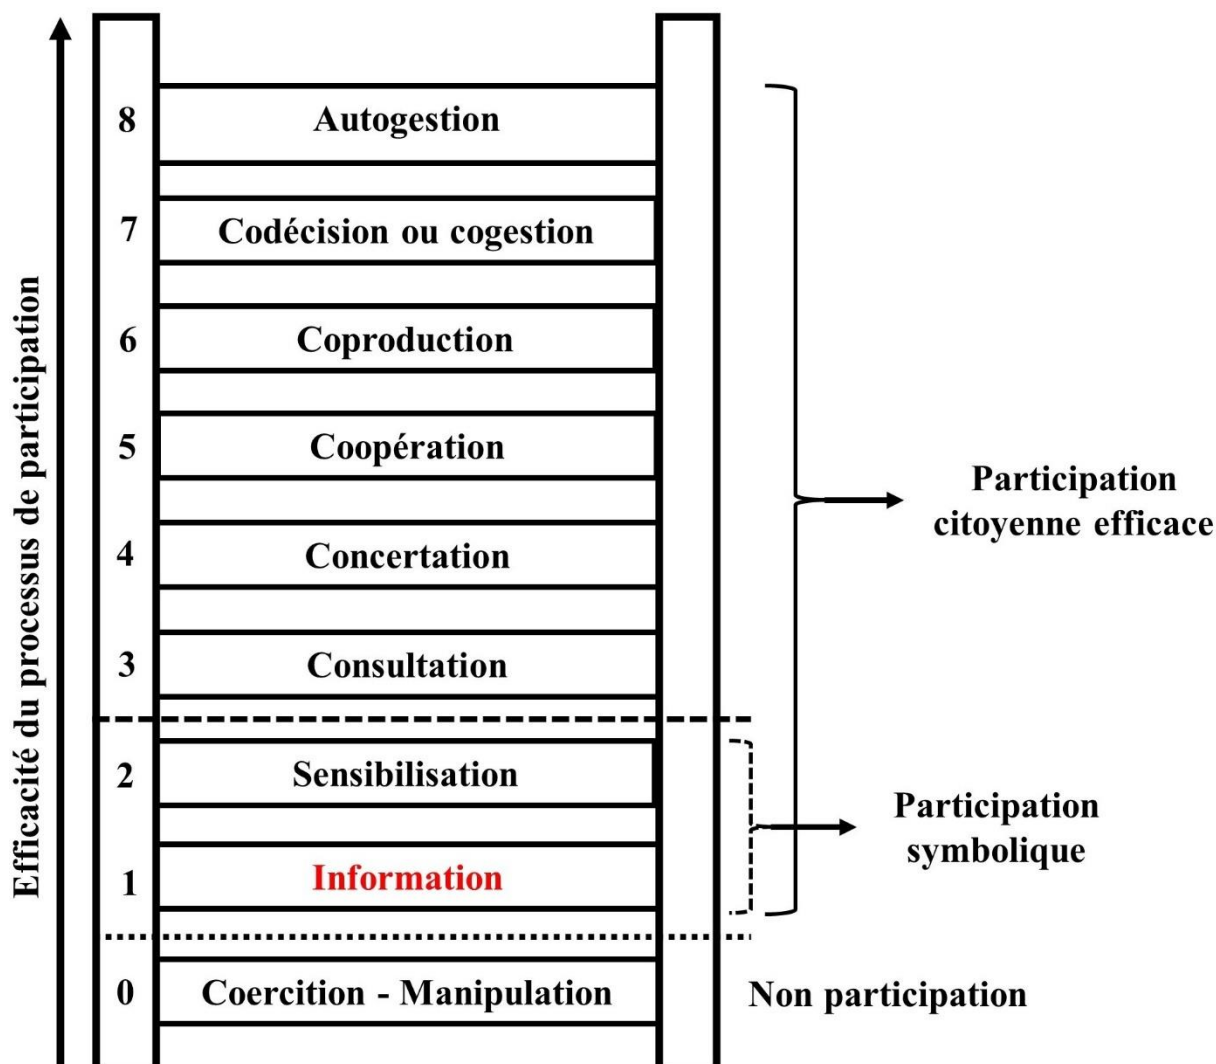 Efficacité du processus de participation
8 Autogestion
7 Codécision ou cogestion
6 Coproduction
5 Coopération
4 Concertation
3 Consultation
2 Sensibilisation
1 Information
0 Coercition - Manipulation
Participation
citoyenne efficace
Participation
symbolique
Non participation